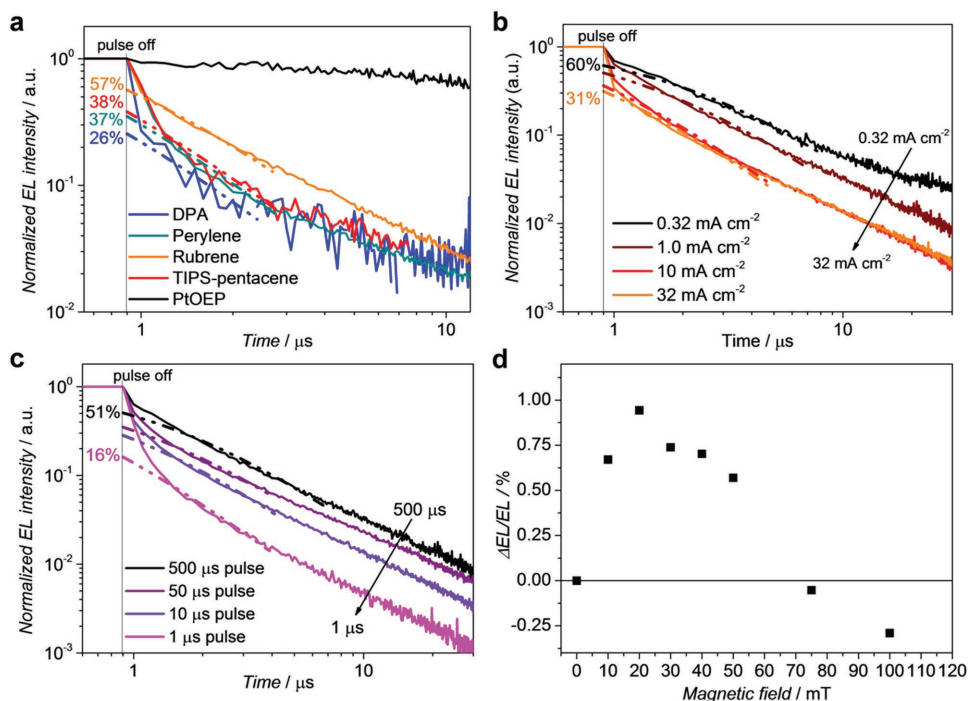 a
pulse off
10⁰
57%
38%
37%
26%
10⁻¹
10⁻²
Normalized EL intensity / a.u.
DPA
Perylene
Rubrene
TIPS-pentacene
PtOEP
1
10
Time / μs
b
pulse off
10⁰
60%
31%
10⁻¹
10⁻²
10⁻³
Normalized EL intensity (a.u.)
0.32 mA cm⁻²
32 mA cm⁻²
0.32 mA cm⁻²
1.0 mA cm⁻²
10 mA cm⁻²
32 mA cm⁻²
1
10
Time / μs
c
pulse off
10⁰
51%
16%
10⁻¹
10⁻²
10⁻³
Normalized EL intensity / a.u.
500 μs
1 μs
500 μs pulse
50 μs pulse
10 μs pulse
1 μs pulse
1
10
Time / μs
d
1.00
0.75
0.50
0.25
0.00
-0.25
ΔEL/EL / %
0 10 20 30 40 50 60 70 80 90 100 110 120
Magnetic field / mT